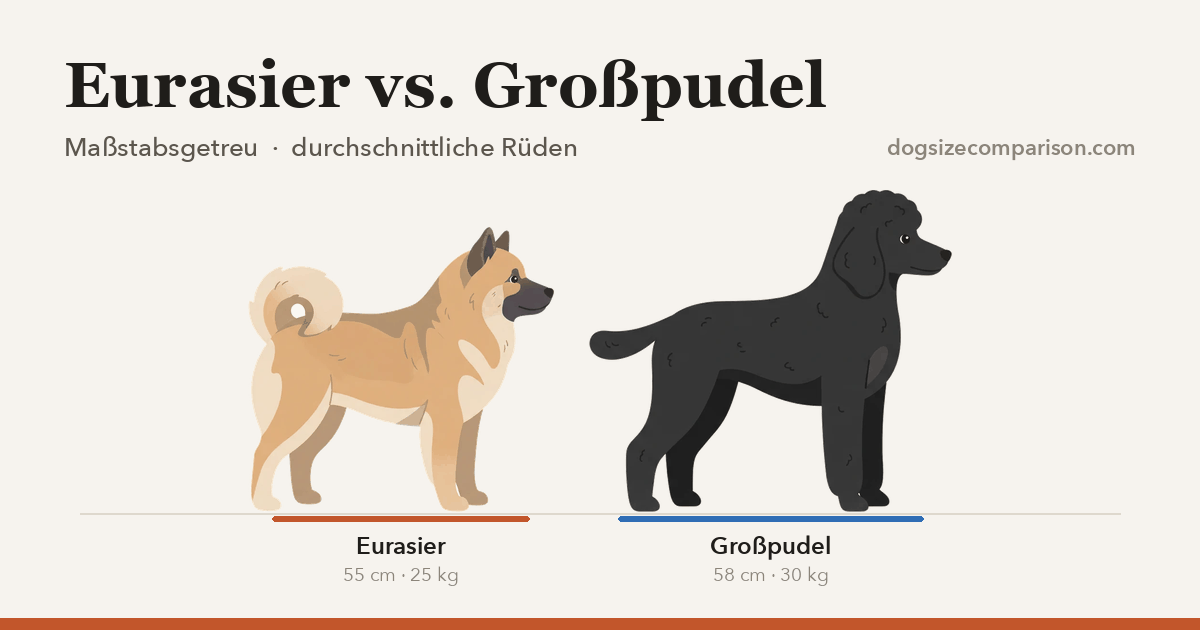 Eurasier vs. Großpudel
Maßstabsgetreu · durchschnittliche Rüden
dogsizecomparison.com
Eurasier
55 cm · 25 kg
Großpudel
58 cm · 30 kg